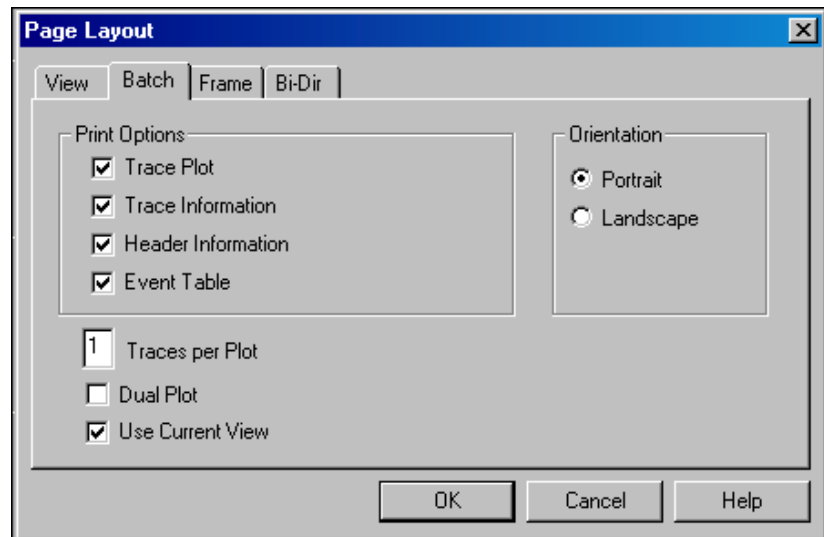 Page Layout
View Batch Frame Bi-Dir
Print Options
Trace Plot
Trace Information
Header Information
Event Table
Orientation
Portrait
Landscape
1 Traces per Plot
Dual Plot
Use Current View
OK Cancel Help